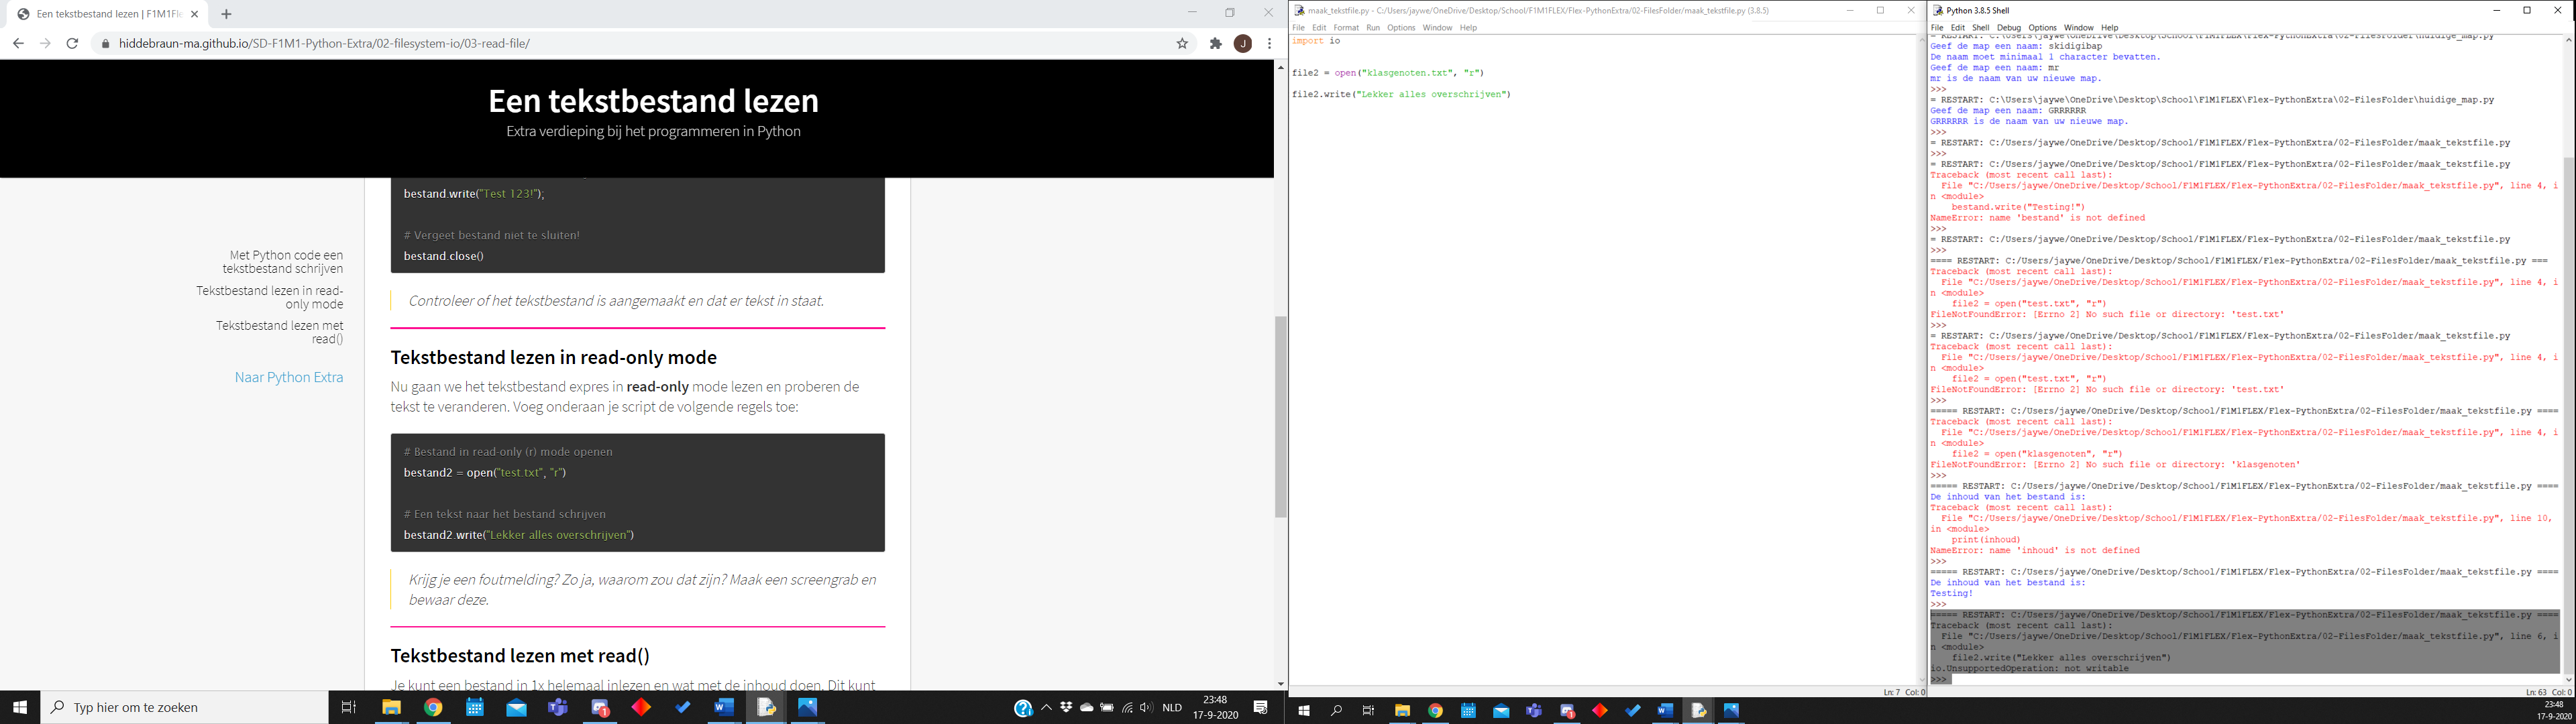 Een tekstbestand lezen | F1M1Fle
hiddebraun-ma.github.io/SD-F1M1-Python-Extra/02-filesystem-io/03-read-file/
J
Een tekstbestand lezen
Extra verdieping bij het programmeren in Python
Met Python code een
tekstbestand schrijven
Tekstbestand lezen in read-
only mode
Tekstbestand lezen met
read()
Naar Python Extra
bestand.write("Test 123!");
# Vergeet bestand niet te sluiten!
bestand.close()
Controleer of het tekstbestand is aangemaakt en dat er tekst in staat.
Tekstbestand lezen in read-only mode
Nu gaan we het tekstbestand expres in read-only mode lezen en proberen de
tekst te veranderen. Voeg onderaan je script de volgende regels toe:
# Bestand in read-only (r) mode openen
bestand2 = open("test.txt", "r")
# Een tekst naar het bestand schrijven
bestand2.write("Lekker alles overschrijven")
Krijg je een foutmelding? Zo ja, waarom zou dat zijn? Maak een screengrab en
bewaar deze.
Tekstbestand lezen met read()
Je kunt een bestand in 1x helemaal inlezen en wat met de inhoud doen. Dit kunt
Typ hier om te zoeken
NLD
23:48
17-9-2020
maak_tekstfile.py - C:/Users/jaywe/OneDrive/Desktop/School/F1M1FLEX/Flex-PythonExtra/02-FilesFolder/maak_tekstfile.py (3.8.5)
File Edit Format Run Options Window Help
import io
file2 = open("klasgenoten.txt", "r")
file2.write("Lekker alles overschrijven")
Ln: 7 Col: 0
Python 3.8.5 Shell
File Edit Shell Debug Options Window Help
= RESTART: C:\Users\jaywe\OneDrive\Desktop\School\F1M1FLEX\Flex-PythonExtra\02-FilesFolder\huidige_map.py
Geef de map een naam: skidigibap
De naam moet minimaal 1 character bevatten.
Geef de map een naam: mr
mr is de naam van uw nieuwe map.
>>>
= RESTART: C:\Users\jaywe\OneDrive\Desktop\School\F1M1FLEX\Flex-PythonExtra\02-FilesFolder\huidige_map.py
Geef de map een naam: GRRRRRR
GRRRRRR is de naam van uw nieuwe map.
>>>
= RESTART: C:/Users/jaywe/OneDrive/Desktop/School/F1M1FLEX/Flex-PythonExtra/02-FilesFolder/maak_tekstfile.py
>>>
= RESTART: C:/Users/jaywe/OneDrive/Desktop/School/F1M1FLEX/Flex-PythonExtra/02-FilesFolder/maak_tekstfile.py
Traceback (most recent call last):
File "C:/Users/jaywe/OneDrive/Desktop/School/F1M1FLEX/Flex-PythonExtra/02-FilesFolder/maak_tekstfile.py", line 4, i
n <module>
bestand.write("Testing!")
NameError: name 'bestand' is not defined
>>>
= RESTART: C:/Users/jaywe/OneDrive/Desktop/School/F1M1FLEX/Flex-PythonExtra/02-FilesFolder/maak_tekstfile.py
>>>
==== RESTART: C:/Users/jaywe/OneDrive/Desktop/School/F1M1FLEX/Flex-PythonExtra/02-FilesFolder/maak_tekstfile.py ===
Traceback (most recent call last):
File "C:/Users/jaywe/OneDrive/Desktop/School/F1M1FLEX/Flex-PythonExtra/02-FilesFolder/maak_tekstfile.py", line 4, i
n <module>
file2 = open("test.txt", "r")
FileNotFoundError: [Errno 2] No such file or directory: 'test.txt'
>>>
= RESTART: C:/Users/jaywe/OneDrive/Desktop/School/F1M1FLEX/Flex-PythonExtra/02-FilesFolder/maak_tekstfile.py
Traceback (most recent call last):
File "C:/Users/jaywe/OneDrive/Desktop/School/F1M1FLEX/Flex-PythonExtra/02-FilesFolder/maak_tekstfile.py", line 4, i
n <module>
file2 = open("test.txt", "r")
FileNotFoundError: [Errno 2] No such file or directory: 'test.txt'
>>>
===== RESTART: C:/Users/jaywe/OneDrive/Desktop/School/F1M1FLEX/Flex-PythonExtra/02-FilesFolder/maak_tekstfile.py ====
Traceback (most recent call last):
File "C:/Users/jaywe/OneDrive/Desktop/School/F1M1FLEX/Flex-PythonExtra/02-FilesFolder/maak_tekstfile.py", line 4, i
n <module>
file2 = open("klasgenoten", "r")
FileNotFoundError: [Errno 2] No such file or directory: 'klasgenoten'
>>>
===== RESTART: C:/Users/jaywe/OneDrive/Desktop/School/F1M1FLEX/Flex-PythonExtra/02-FilesFolder/maak_tekstfile.py ====
De inhoud van het bestand is:
Traceback (most recent call last):
File "C:/Users/jaywe/OneDrive/Desktop/School/F1M1FLEX/Flex-PythonExtra/02-FilesFolder/maak_tekstfile.py", line 10,
in <module>
print(inhoud)
NameError: name 'inhoud' is not defined
>>>
===== RESTART: C:/Users/jaywe/OneDrive/Desktop/School/F1M1FLEX/Flex-PythonExtra/02-FilesFolder/maak_tekstfile.py ====
De inhoud van het bestand is:
Testing!
>>>
===== RESTART: C:/Users/jaywe/OneDrive/Desktop/School/F1M1FLEX/Flex-PythonExtra/02-FilesFolder/maak_tekstfile.py ====
Traceback (most recent call last):
File "C:/Users/jaywe/OneDrive/Desktop/School/F1M1FLEX/Flex-PythonExtra/02-FilesFolder/maak_tekstfile.py", line 6, i
n <module>
file2.write("Lekker alles overschrijven")
io.UnsupportedOperation: not writable
>>>
Ln: 63 Col: 0
23:48
17-9-2020